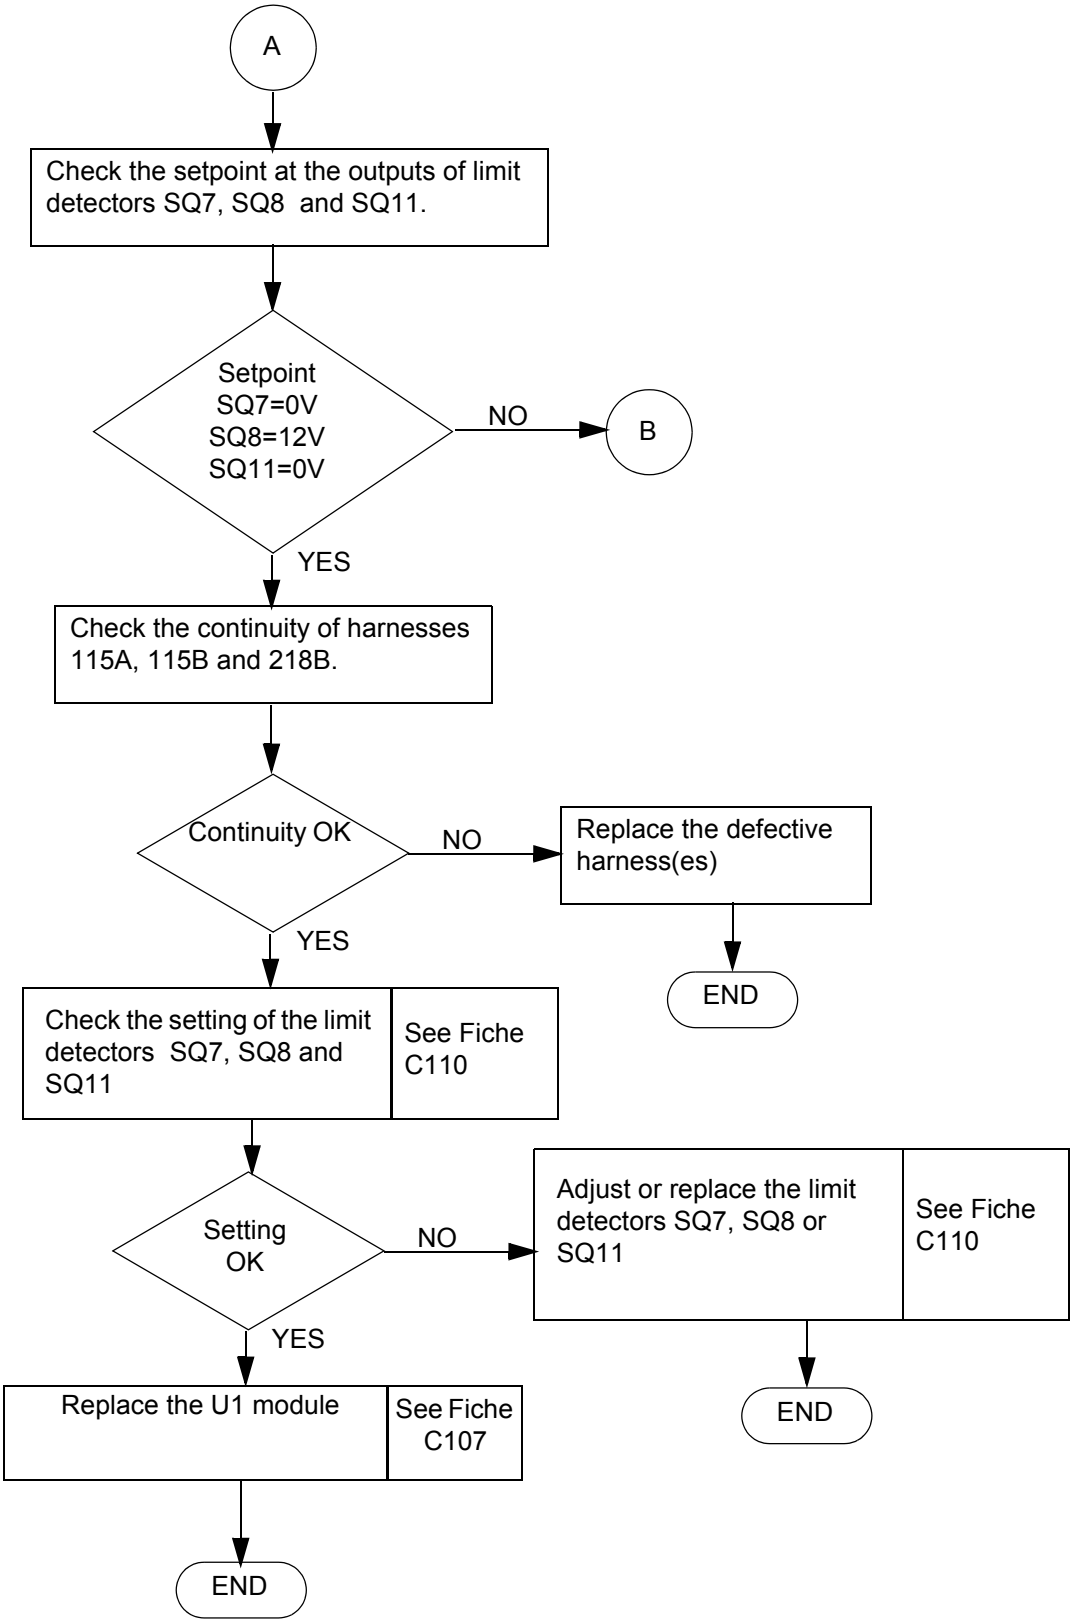 A
Check the setpoint at the outputs of limit
detectors SQ7, SQ8 and SQ11.
Setpoint
SQ7=0V
SQ8=12V
SQ11=0V
NO
B
YES
Check the continuity of harnesses
115A, 115B and 218B.
Continuity OK
NO
Replace the defective
harness(es)
END
YES
Check the setting of the limit
detectors SQ7, SQ8 and
SQ11
See Fiche
C110
Setting
OK
NO
Adjust or replace the limit
detectors SQ7, SQ8 or
SQ11
See Fiche
C110
END
YES
Replace the U1 module
See Fiche
C107
END